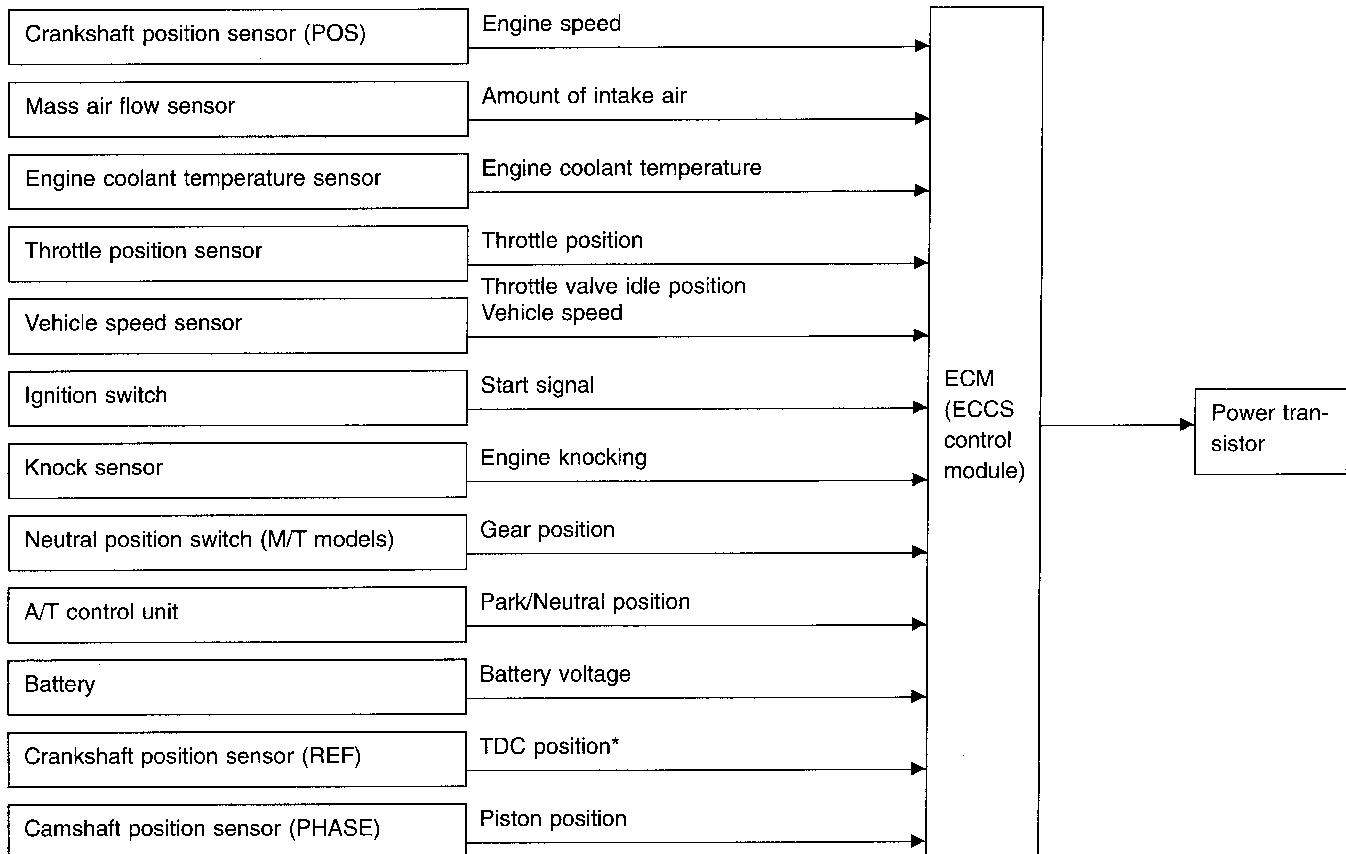 Crankshaft position sensor (POS)
Engine speed
Mass air flow sensor
Amount of intake air
Engine coolant temperature sensor
Engine coolant temperature
Throttle position sensor
Throttle position
Throttle valve idle position
Vehicle speed sensor
Vehicle speed
Ignition switch
Start signal
Knock sensor
Engine knocking
Neutral position switch (M/T models)
Gear position
A/T control unit
Park/Neutral position
Battery
Battery voltage
Crankshaft position sensor (REF)
TDC position*
Camshaft position sensor (PHASE)
Piston position
ECM
(ECCS
control
module)
Power tran-
sistor